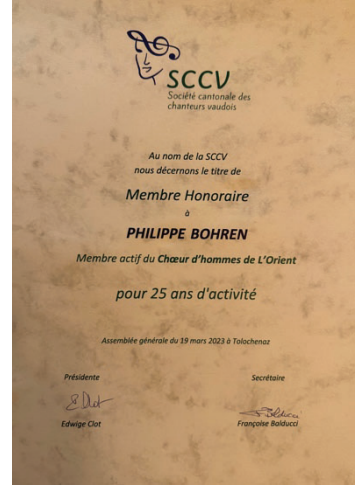 SCCV
Société cantonale des
chanteurs vaudois
Au nom de la SCCV
nous décernons le titre de
Membre Honoraire
à
PHILIPPE BOHREN
Membre actif du Chœur d'hommes de L'Orient
pour 25 ans d'activité
Assemblée générale du 19 mars 2023 à Tolochenaz
Présidente Secrétaire
E. Clot F. Balducci
Edwige Clot Françoise Balducci